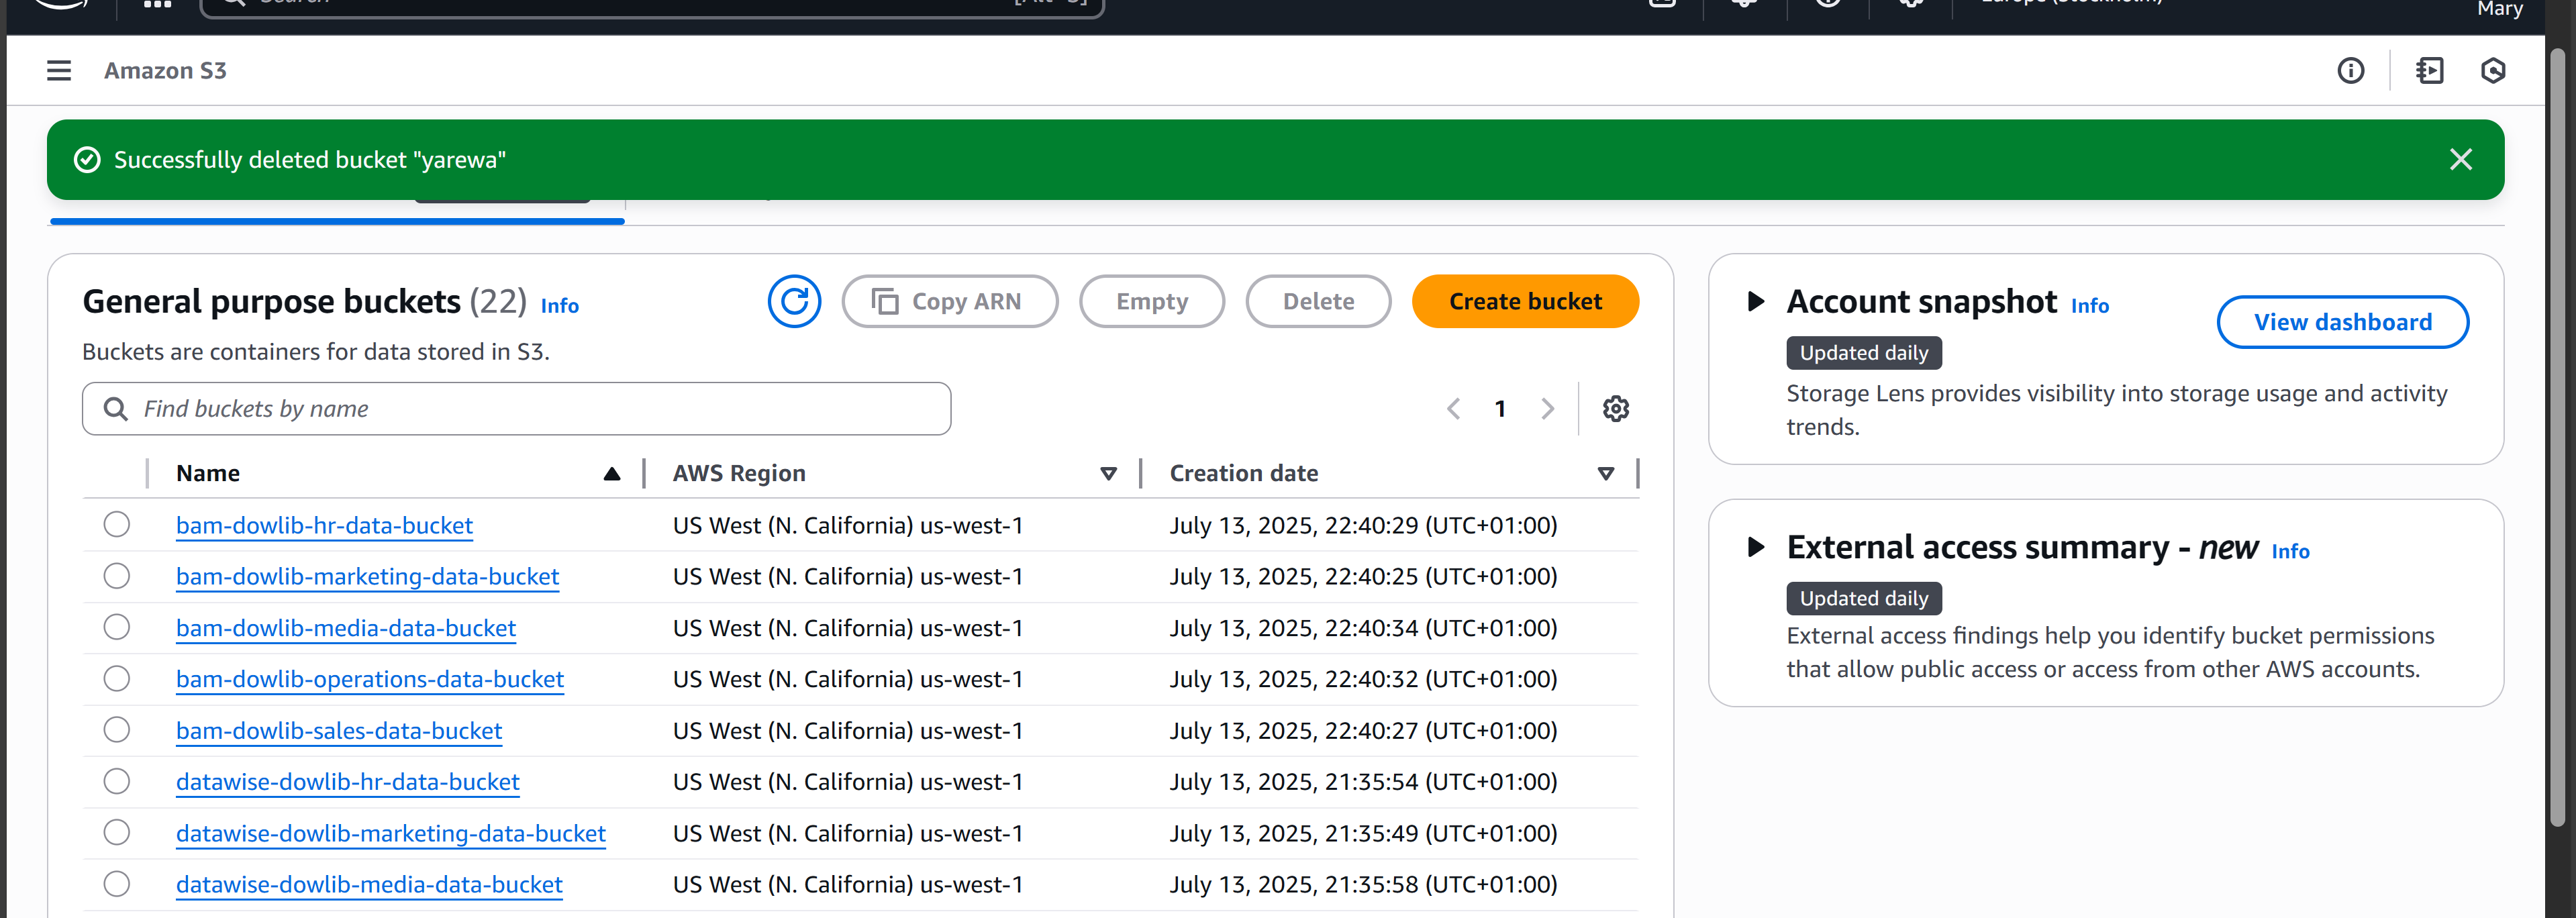 Mary
Amazon S3
Successfully deleted bucket "yarewa"
General purpose buckets (22) Info
Copy ARN
Empty
Delete
Create bucket
Buckets are containers for data stored in S3.
Find buckets by name
1
Name
AWS Region
Creation date
bam-dowlib-hr-data-bucket US West (N. California) us-west-1 July 13, 2025, 22:40:29 (UTC+01:00)
bam-dowlib-marketing-data-bucket US West (N. California) us-west-1 July 13, 2025, 22:40:25 (UTC+01:00)
bam-dowlib-media-data-bucket US West (N. California) us-west-1 July 13, 2025, 22:40:34 (UTC+01:00)
bam-dowlib-operations-data-bucket US West (N. California) us-west-1 July 13, 2025, 22:40:32 (UTC+01:00)
bam-dowlib-sales-data-bucket US West (N. California) us-west-1 July 13, 2025, 22:40:27 (UTC+01:00)
datawise-dowlib-hr-data-bucket US West (N. California) us-west-1 July 13, 2025, 21:35:54 (UTC+01:00)
datawise-dowlib-marketing-data-bucket US West (N. California) us-west-1 July 13, 2025, 21:35:49 (UTC+01:00)
datawise-dowlib-media-data-bucket US West (N. California) us-west-1 July 13, 2025, 21:35:58 (UTC+01:00)
Account snapshot Info
View dashboard
Updated daily
Storage Lens provides visibility into storage usage and activity
trends.
External access summary - new Info
Updated daily
External access findings help you identify bucket permissions
that allow public access or access from other AWS accounts.